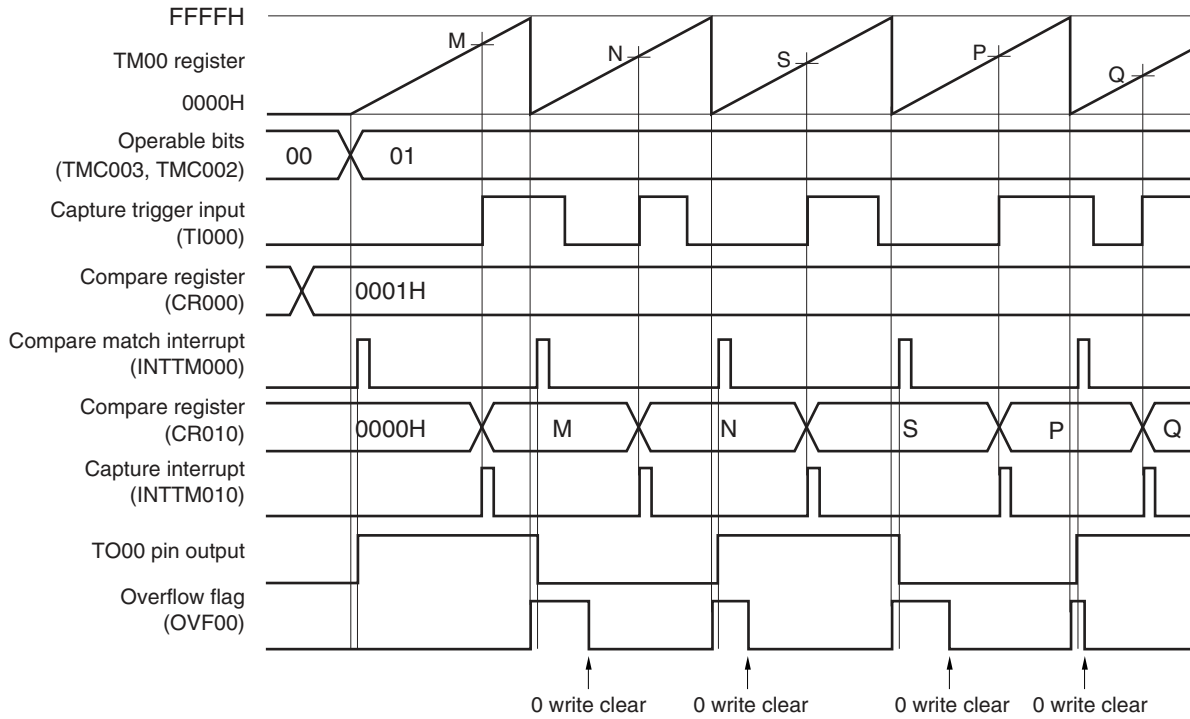 FFFFH
TM00 register
0000H
M
N
S
P
Q
Operable bits
(TMC003, TMC002)
00
01
Capture trigger input
(TI000)
Compare register
(CR000)
0001H
Compare match interrupt
(INTTM000)
Compare register
(CR010)
0000H
M
N
S
P
Q
Capture interrupt
(INTTM010)
TO00 pin output
Overflow flag
(OVF00)
0 write clear
0 write clear
0 write clear
0 write clear